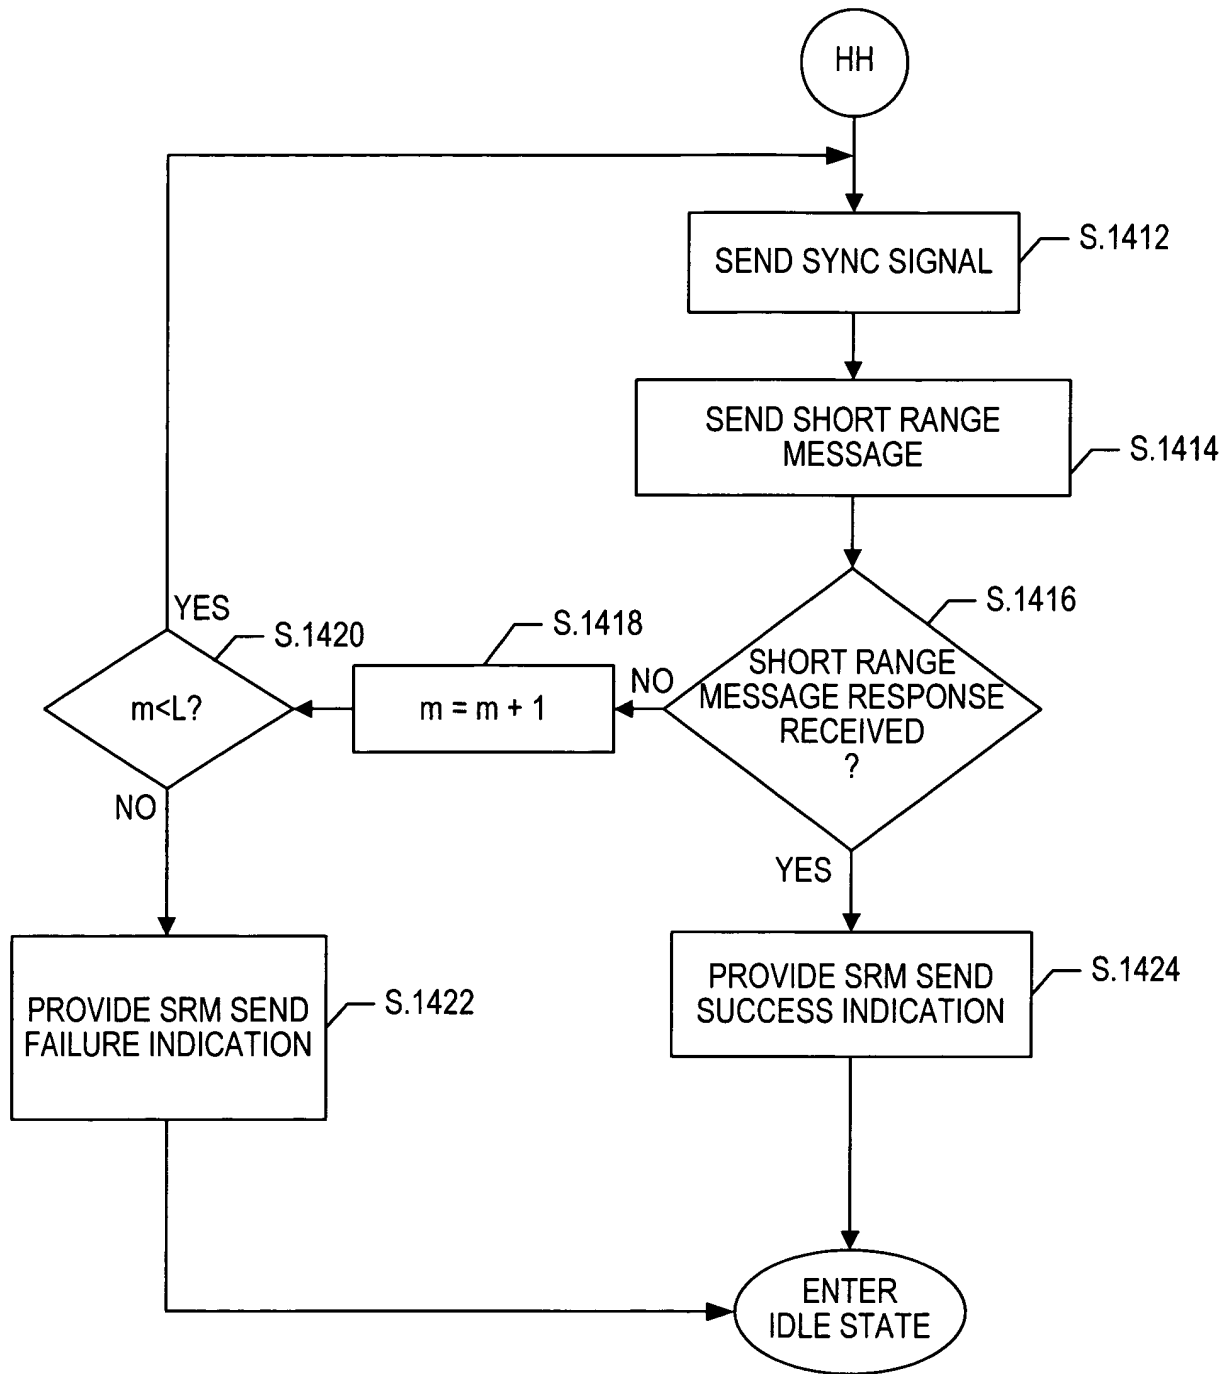 HH
SEND SYNC SIGNAL
S.1412
SEND SHORT RANGE
MESSAGE
S.1414
SHORT RANGE
MESSAGE RESPONSE
RECEIVED
?
S.1416
NO
YES
m = m + 1
S.1418
m<L?
S.1420
YES
NO
PROVIDE SRM SEND
FAILURE INDICATION
S.1422
PROVIDE SRM SEND
SUCCESS INDICATION
S.1424
ENTER
IDLE STATE